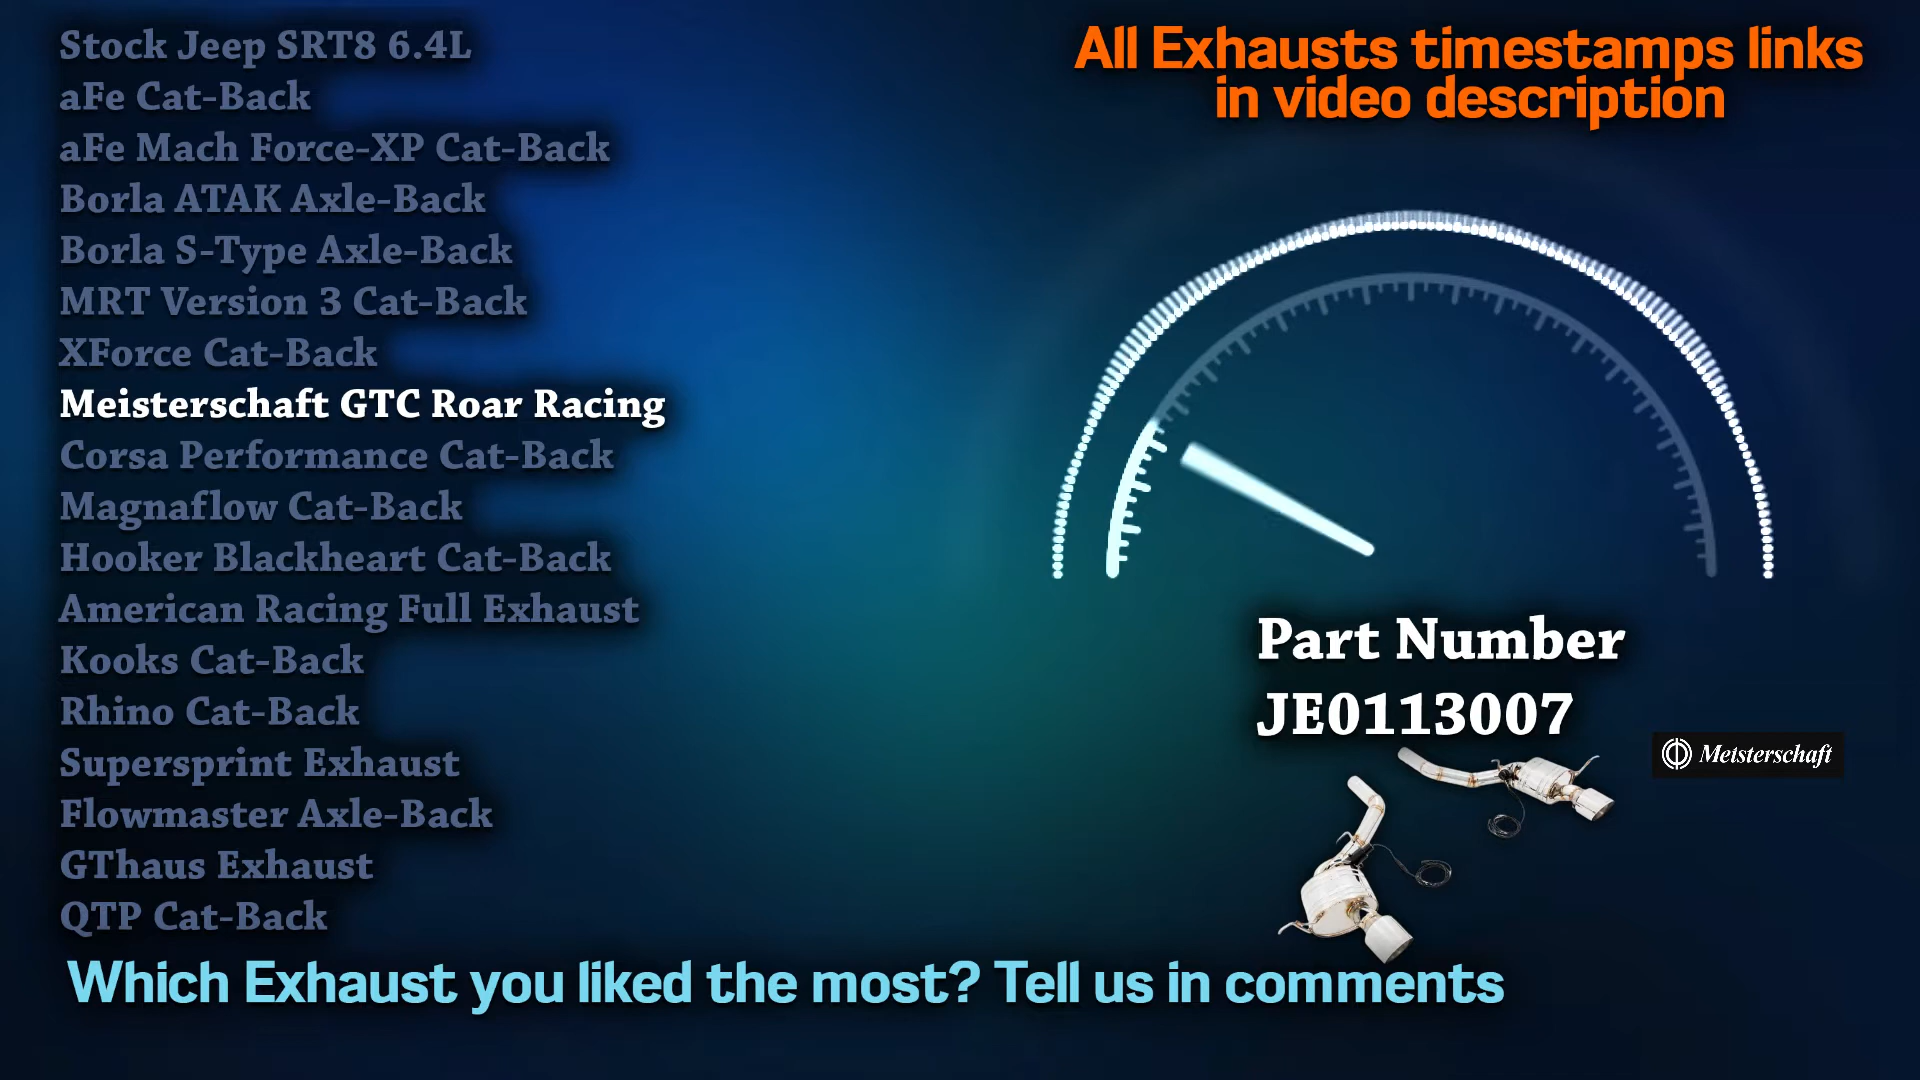 Stock Jeep SRT8 6.4L
aFe Cat-Back
aFe Mach Force-XP Cat-Back
Borla ATAK Axle-Back
Borla S-Type Axle-Back
MRT Version 3 Cat-Back
XForce Cat-Back
Meisterschaft GTC Roar Racing
Corsa Performance Cat-Back
Magnaflow Cat-Back
Hooker Blackheart Cat-Back
American Racing Full Exhaust
Kooks Cat-Back
Rhino Cat-Back
Supersprint Exhaust
Flowmaster Axle-Back
GThaus Exhaust
QTP Cat-Back
All Exhausts timestamps links
in video description
Part Number
JE0113007
Meisterschaft
Which Exhaust you liked the most? Tell us in comments